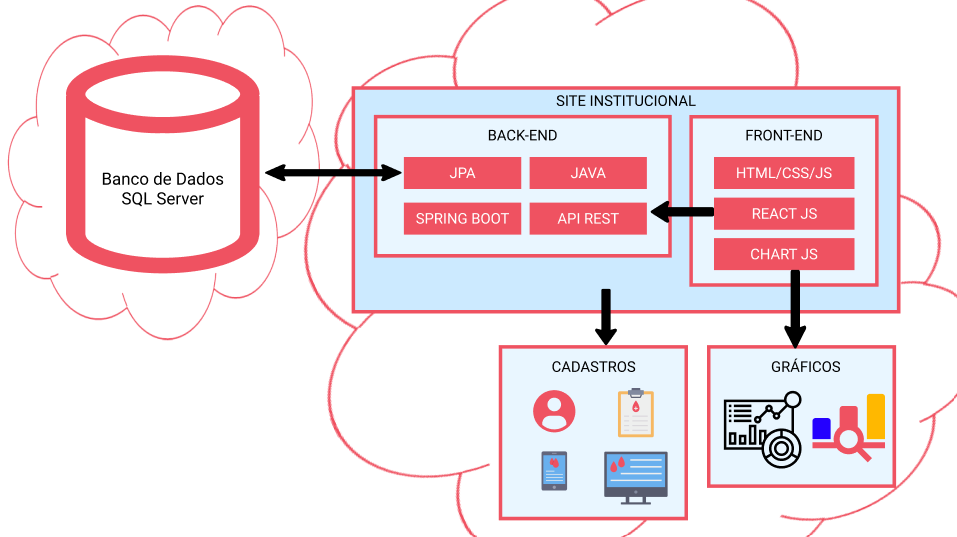 SITE INSTITUCIONAL
BACK-END
JPA
JAVA
SPRING BOOT
API REST
FRONT-END
HTML/CSS/JS
REACT JS
CHART JS
Banco de Dados
SQL Server
CADASTROS
GRÁFICOS